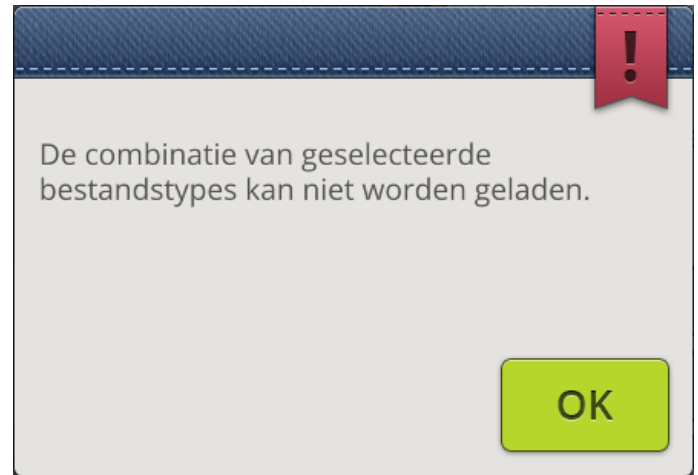 !
De combinatie van geselecteerde
bestandstypes kan niet worden geladen.
OK